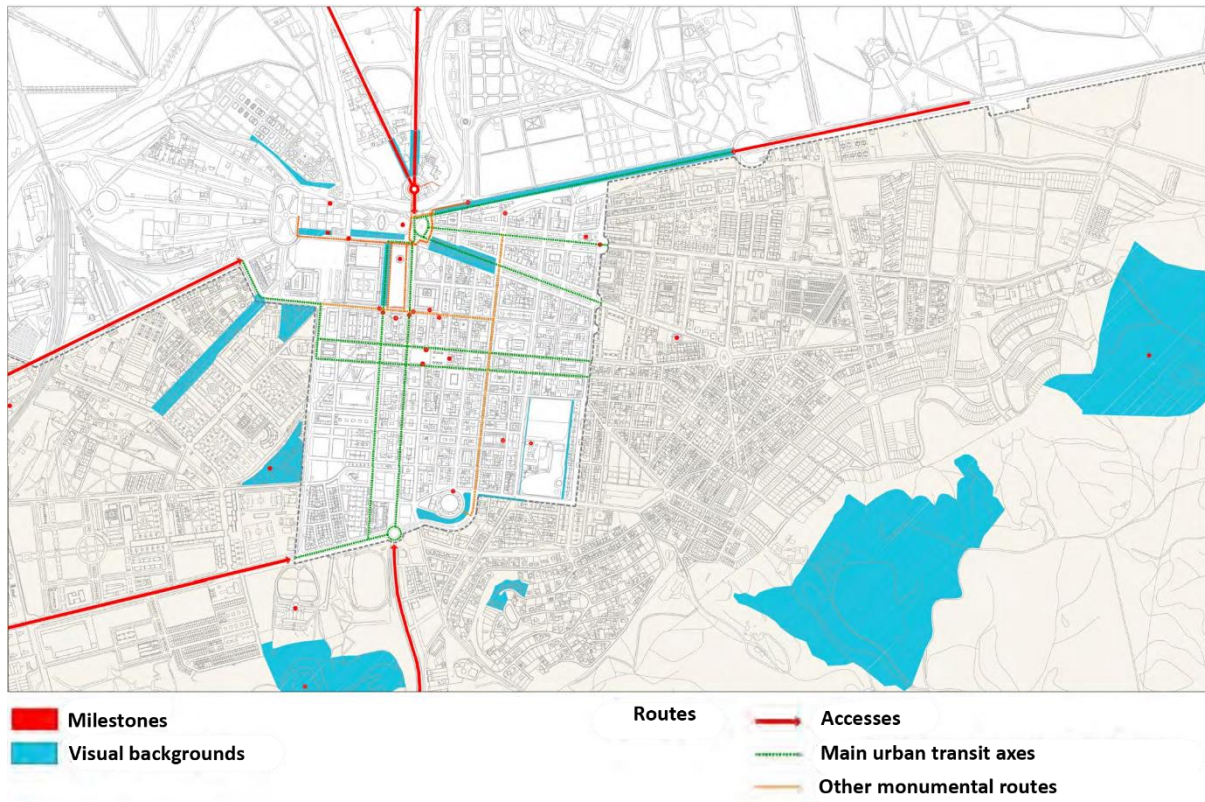 Milestones
Visual backgrounds
Routes
Accesses
Main urban transit axes
Other monumental routes